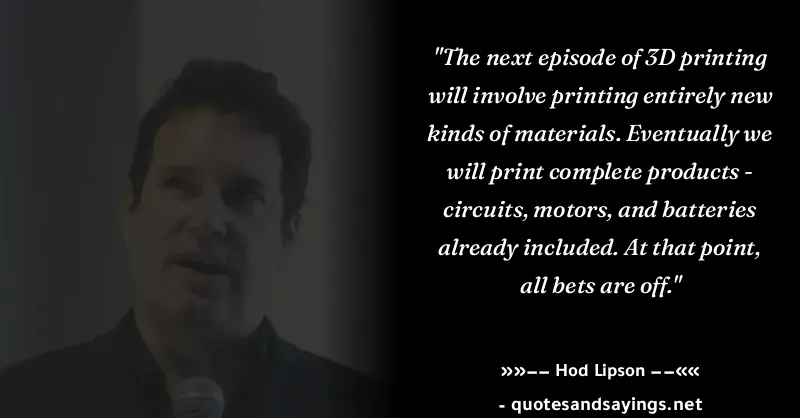 "The next episode of 3D printing
will involve printing entirely new
kinds of materials. Eventually we
will print complete products -
circuits, motors, and batteries
already included. At that point,
all bets are off."
»»−− Hod Lipson −−««
- quotesandsayings.net